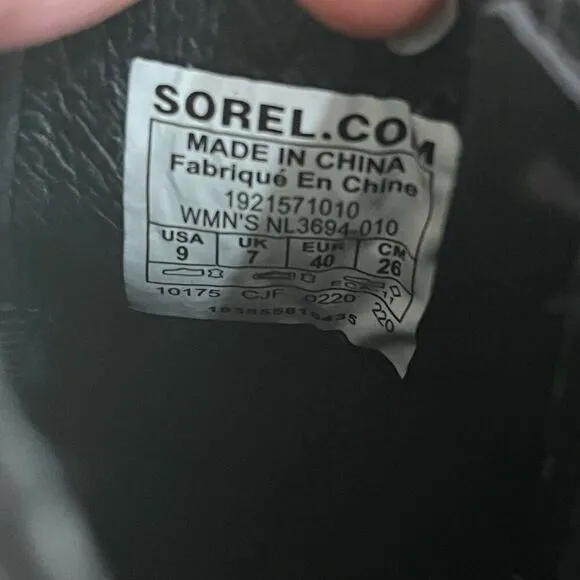 SOREL.COM
MADE IN CHINA
Fabriqué En Chine
1921571010
WMN'S NL3694-010
USA UK EUR CM
9 7 40 26
10175 CJF 0220
220